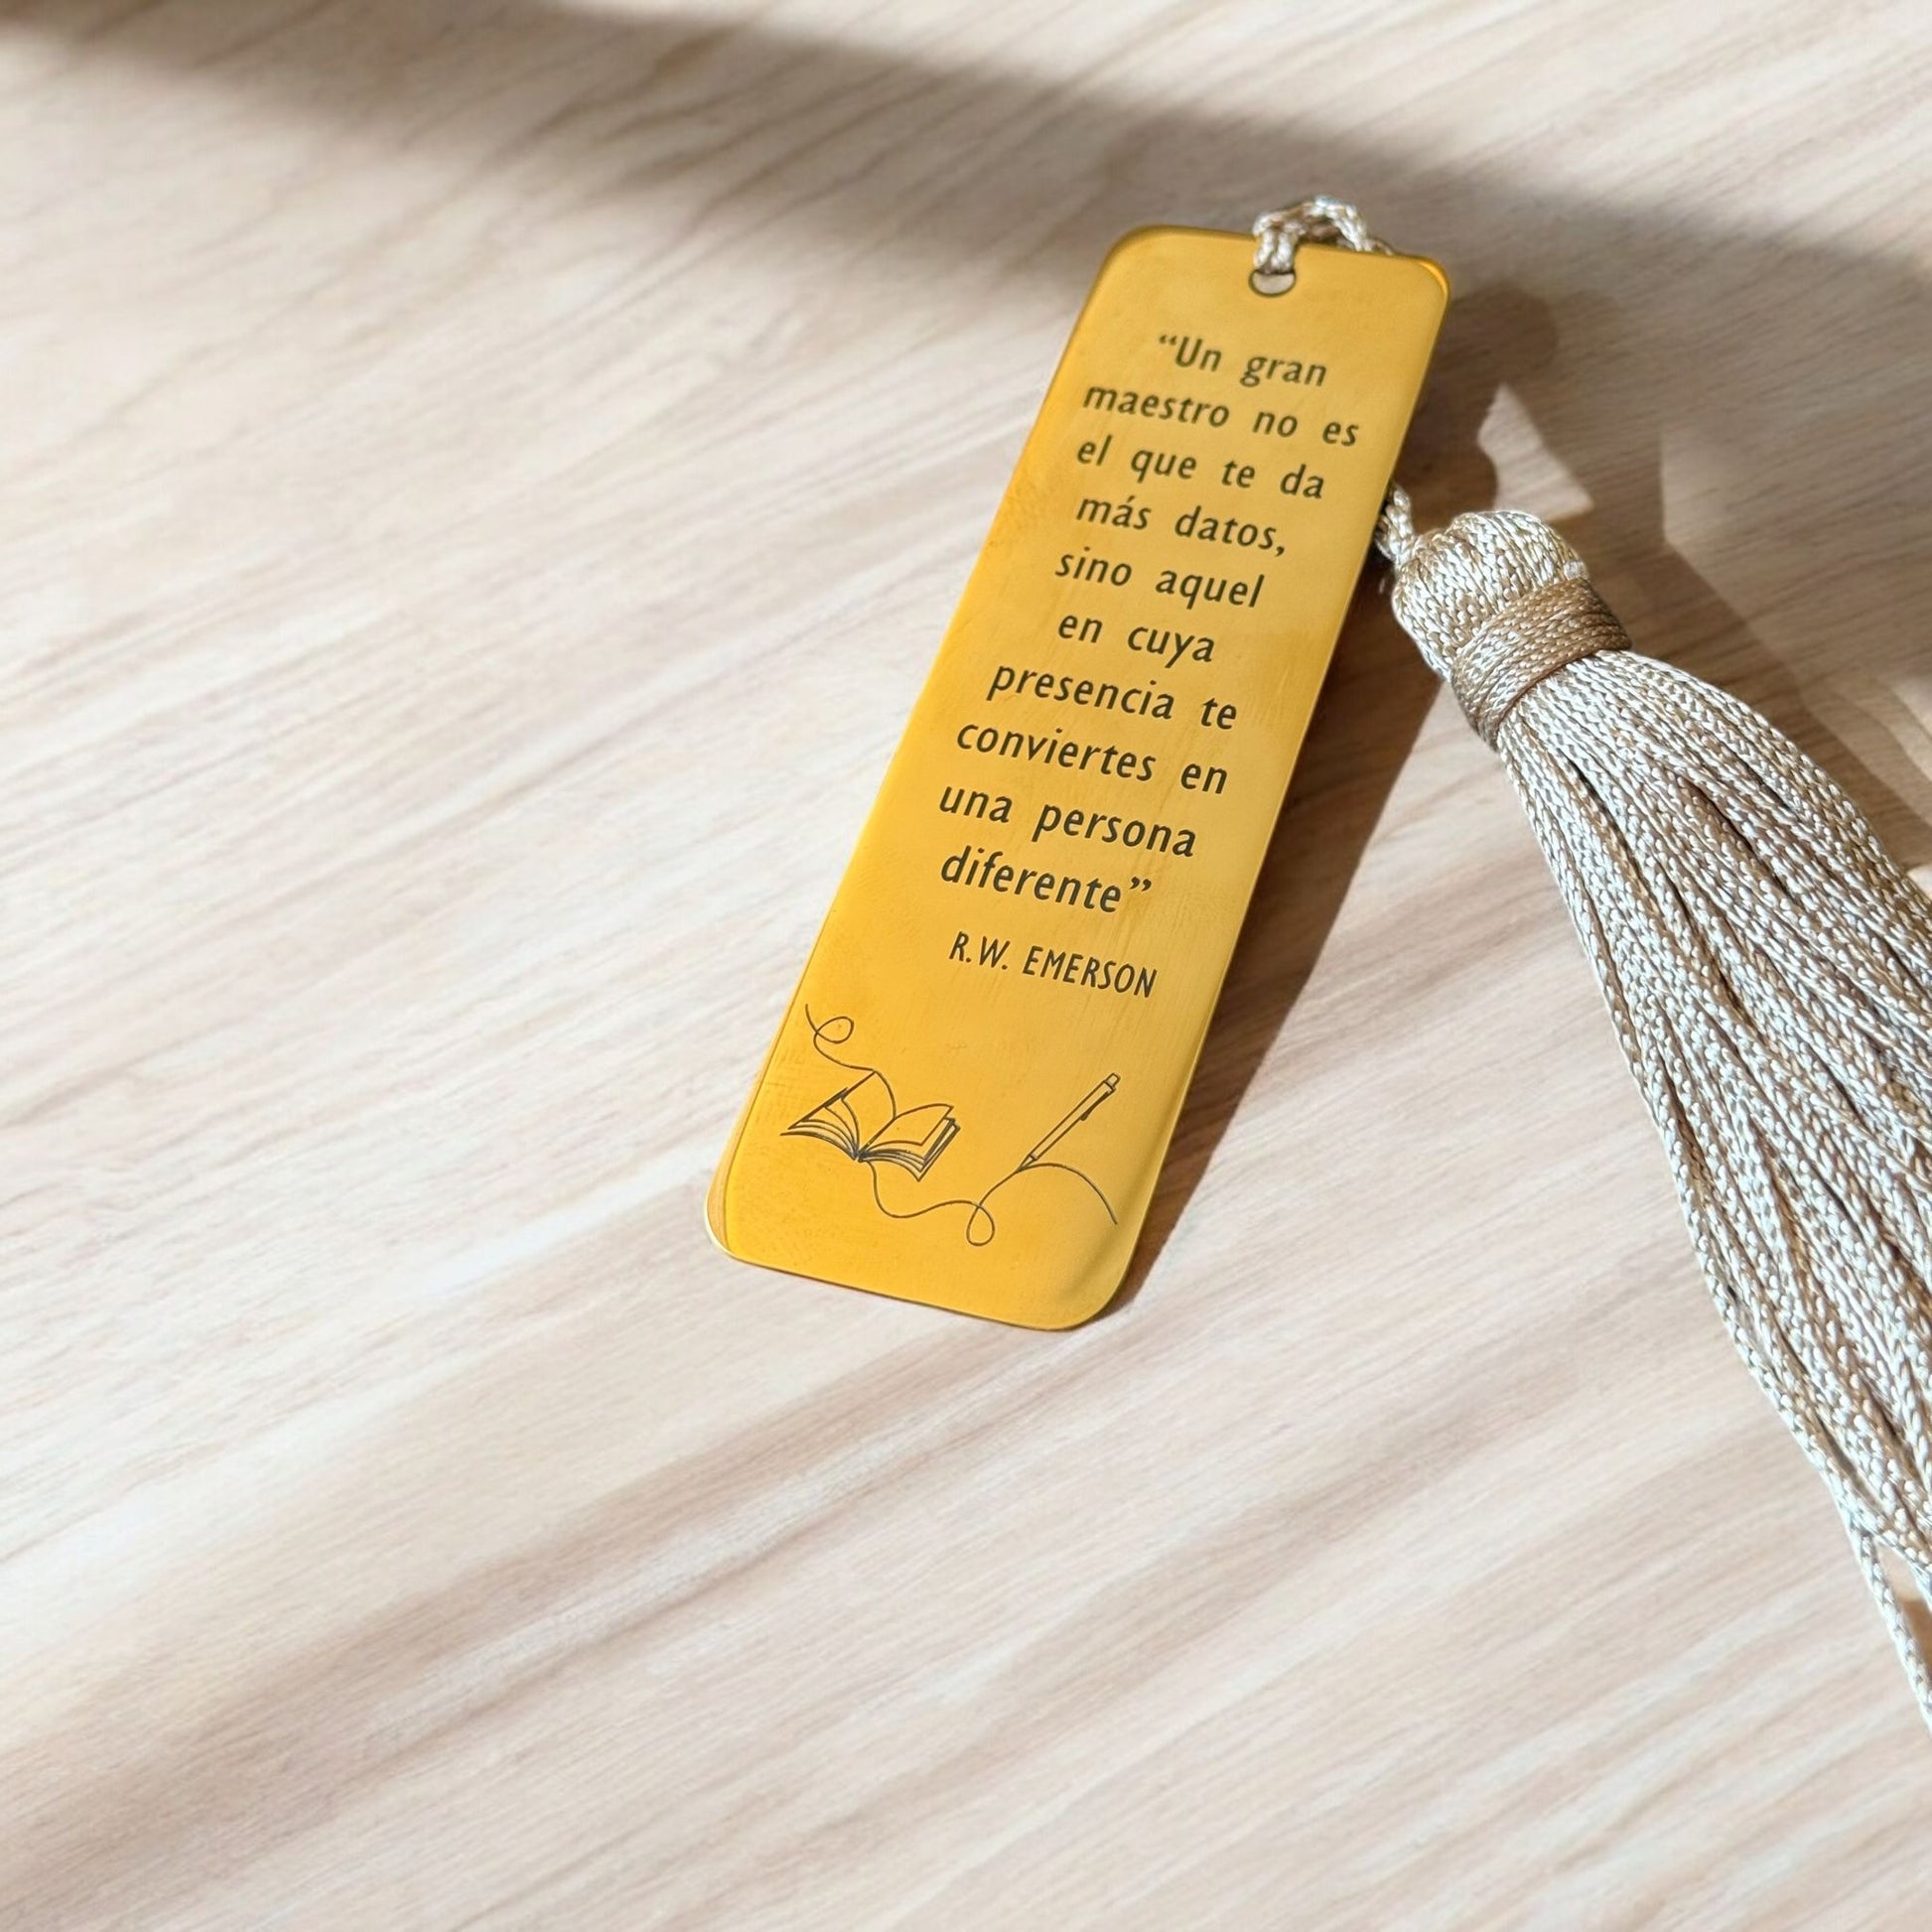 “Un gran
maestro no es
el que te da
más datos,
sino aquel
en cuya
presencia te
conviertes en
una persona
diferente”
R.W. EMERSON